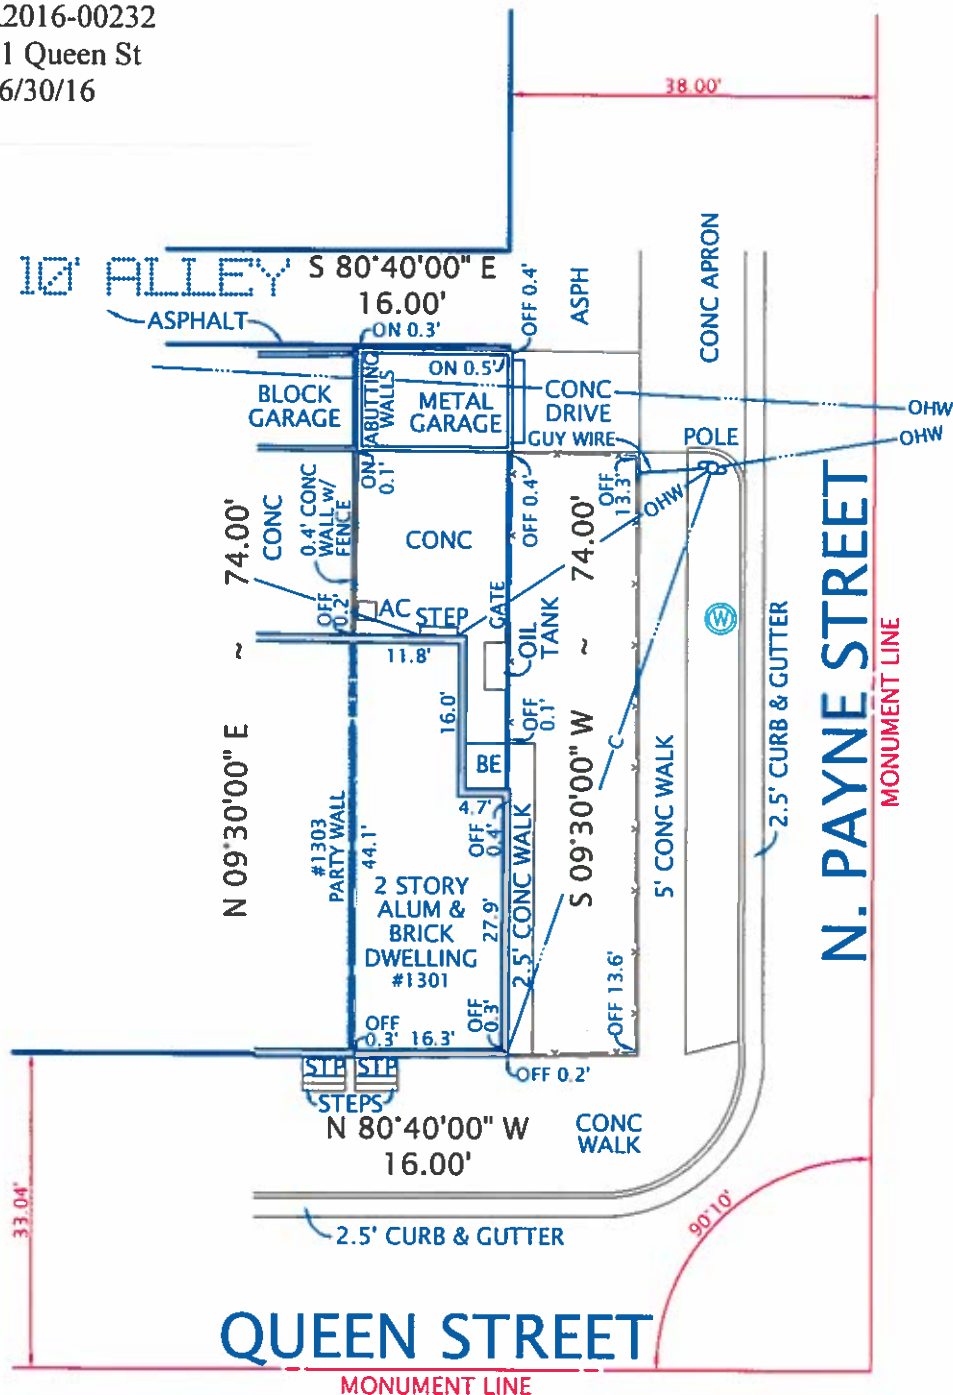 2016-00232
1 Queen St
6/30/16
38.00'
10' ALLEY
S 80°40'00" E
16.00'
ASPHALT
ON 0.3'
OFF 0.4'
ASPH
CONC APRON
BLOCK
GARAGE
ABUTTING
WALLS
ON 0.5'
METAL
GARAGE
CONC
DRIVE
GUY WIRE
POLE
OHW
OHW
OHW
ON
0.1'
CONC
0.4' CONC
WALL W/
FENCE
CONC
OFF 0.4'
OFF
13.3'
74.00'
74.00'
OFF
0.2'
AC
STEP
GATE
OIL
TANK
W
11.8'
16.0'
OFF
0.1'
BE
C
4.7'
OFF
0.4'
~
~
N 09°30'00" E
S 09°30'00" W
#1303
PARTY WALL
44.1'
2 STORY
ALUM &
BRICK
DWELLING
#1301
27.9'
2.5' CONC WALK
5' CONC WALK
2.5' CURB & GUTTER
N. PAYNE STREET
MONUMENT LINE
OFF
0.3'
16.3'
OFF
0.3'
OFF 13.6'
OFF 0.2'
STP
STP
STEPS
N 80°40'00" W
16.00'
CONC
WALK
33.04'
90°10'
2.5' CURB & GUTTER
QUEEN STREET
MONUMENT LINE